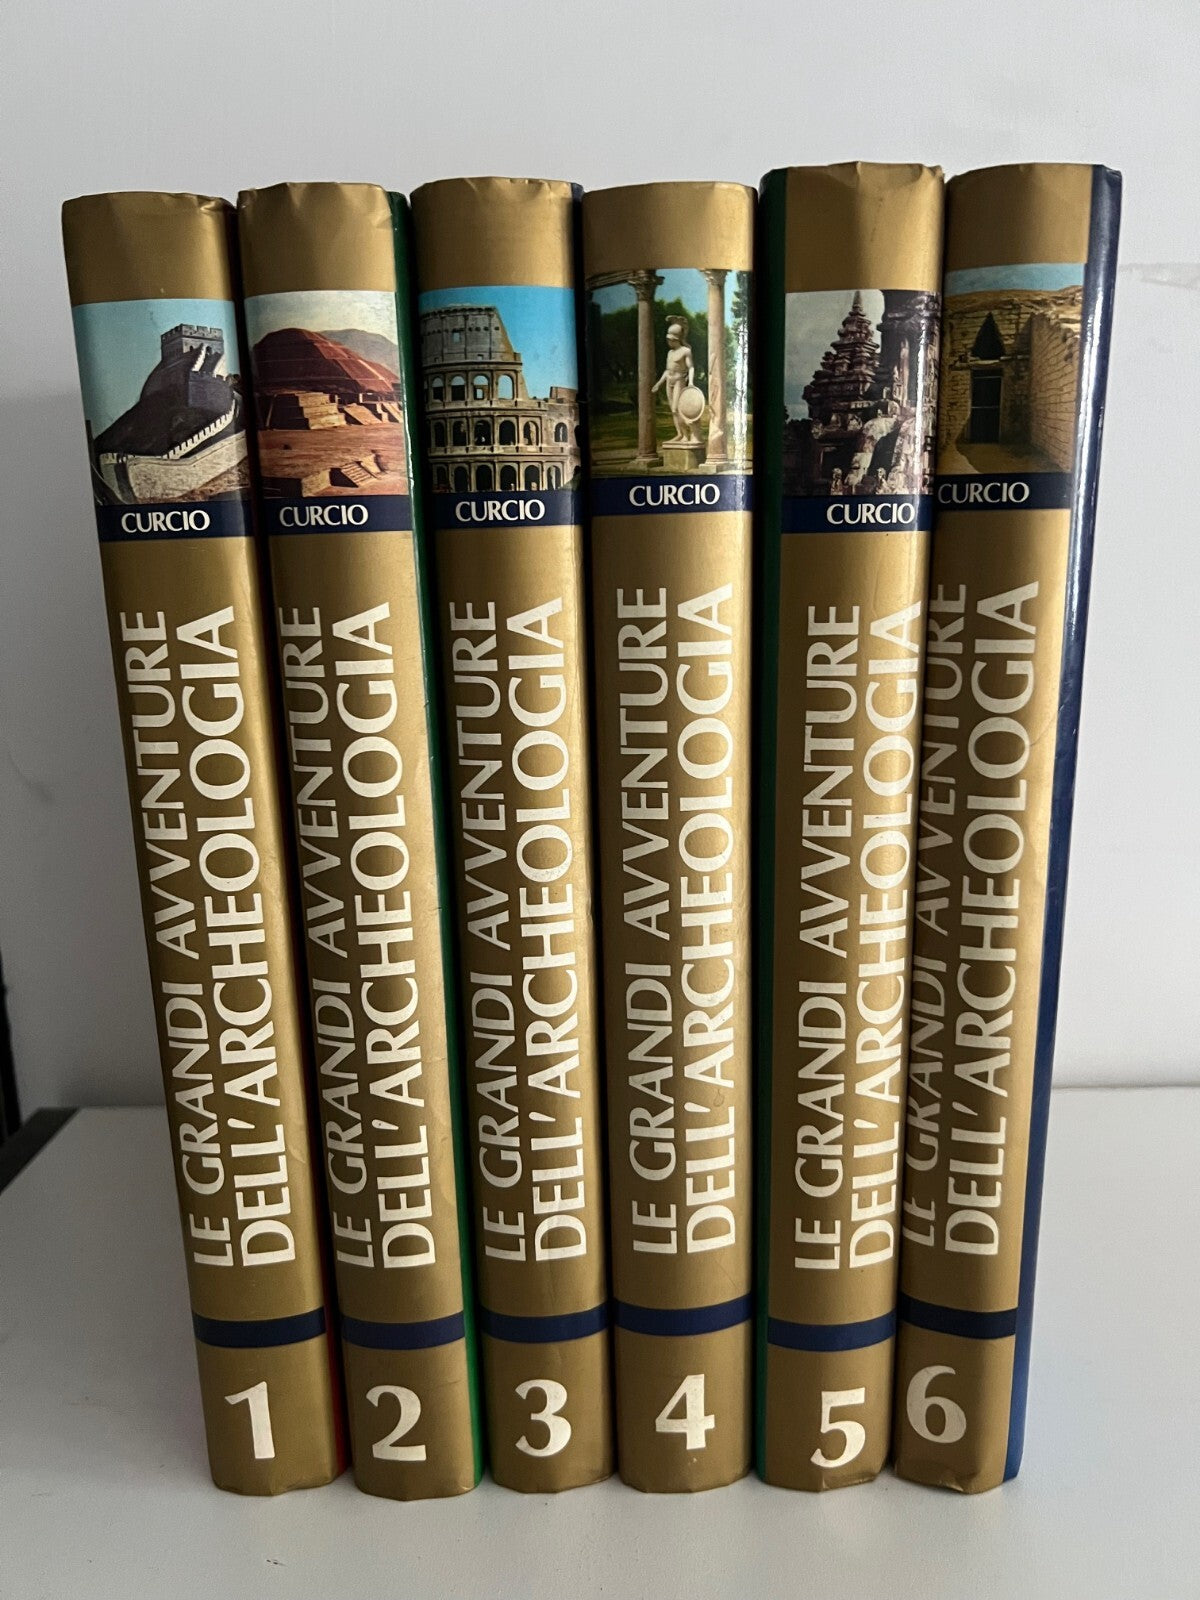 CURCIO
LE GRANDI AVVENTURE
DELL'ARCHEOLOGIA
1
CURCIO
LE GRANDI AVVENTURE
DELL'ARCHEOLOGIA
2
CURCIO
LE GRANDI AVVENTURE
DELL'ARCHEOLOGIA
3
CURCIO
LE GRANDI AVVENTURE
DELL'ARCHEOLOGIA
4
CURCIO
LE GRANDI AVVENTURE
DELL'ARCHEOLOGIA
5
CURCIO
LE GRANDI AVVENTURE
DELL'ARCHEOLOGIA
6